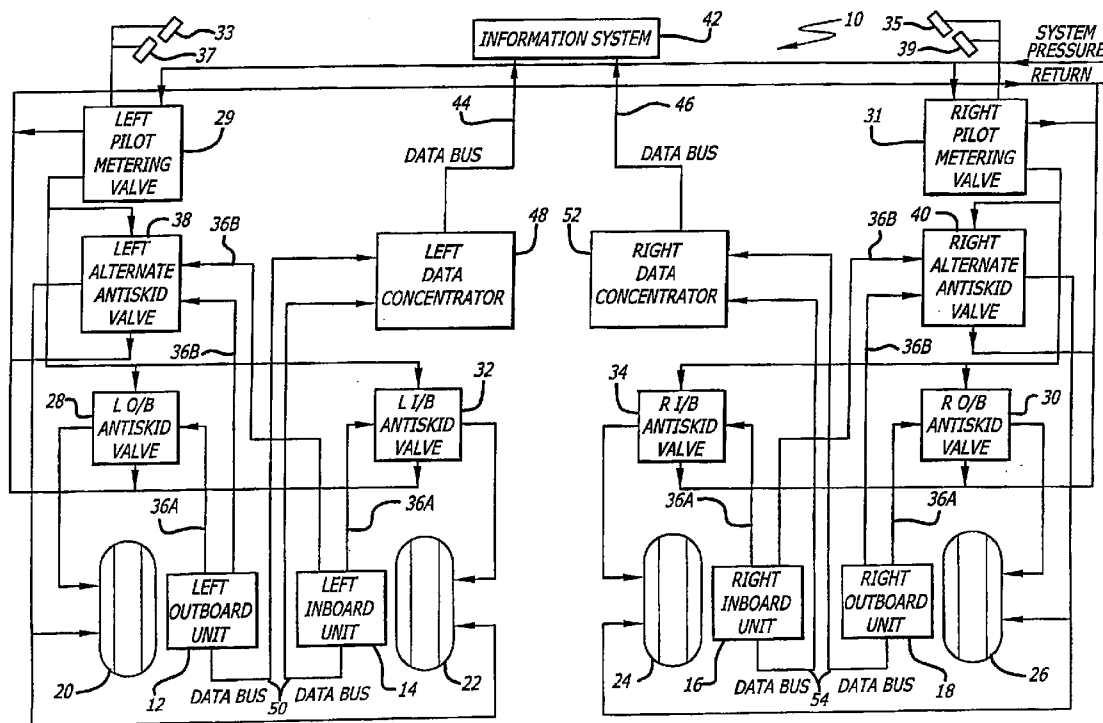 33
37
INFORMATION SYSTEM
42
10
35
39
SYSTEM
PRESSURE
RETURN
44
46
LEFT
PILOT
METERING
VALVE
29
31
RIGHT
PILOT
METERING
VALVE
DATA BUS
DATA BUS
38
36B
LEFT
ALTERNATE
ANTISKID
VALVE
48
LEFT
DATA
CONCENTRATOR
52
RIGHT
DATA
CONCENTRATOR
36B
40
RIGHT
ALTERNATE
ANTISKID
VALVE
36B
36B
28
L O/B
ANTISKID
VALVE
32
L I/B
ANTISKID
VALVE
34
R I/B
ANTISKID
VALVE
R O/B
ANTISKID
VALVE
30
36A
36A
36A
36A
LEFT
OUTBOARD
UNIT
LEFT
INBOARD
UNIT
RIGHT
INBOARD
UNIT
RIGHT
OUTBOARD
UNIT
20
12
DATA BUS
50
DATA BUS
14
22
24
16
DATA BUS
54
DATA BUS
18
26